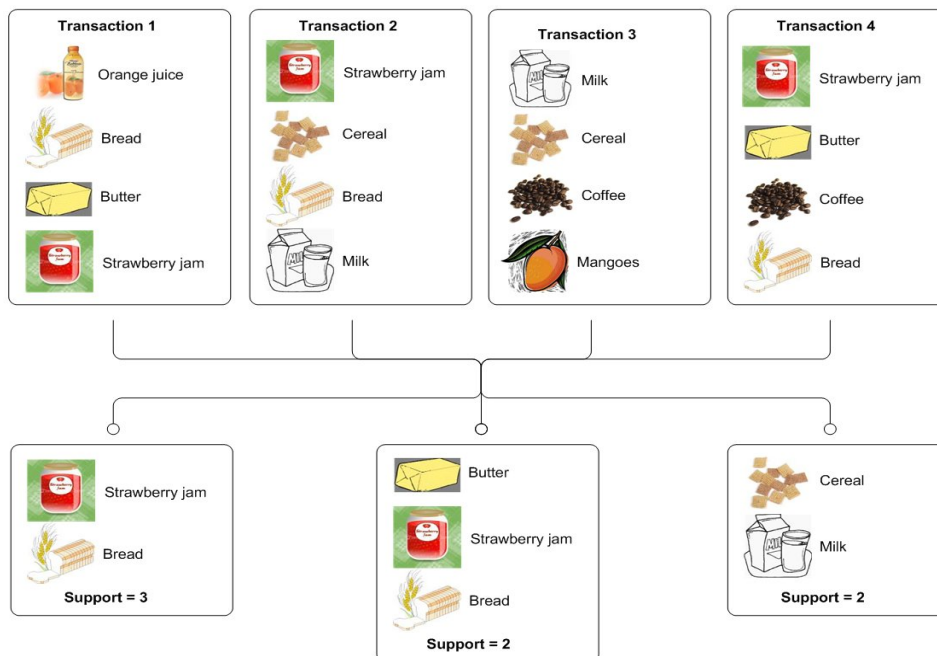 Transaction 1
Orange juice
Bread
Butter
Strawberry jam
Transaction 2
Strawberry jam
Cereal
Bread
Milk
Transaction 3
Milk
Cereal
Coffee
Mangoes
Transaction 4
Strawberry jam
Butter
Coffee
Bread
Strawberry jam
Bread
Support = 3
Butter
Strawberry jam
Bread
Support = 2
Cereal
Milk
Support = 2